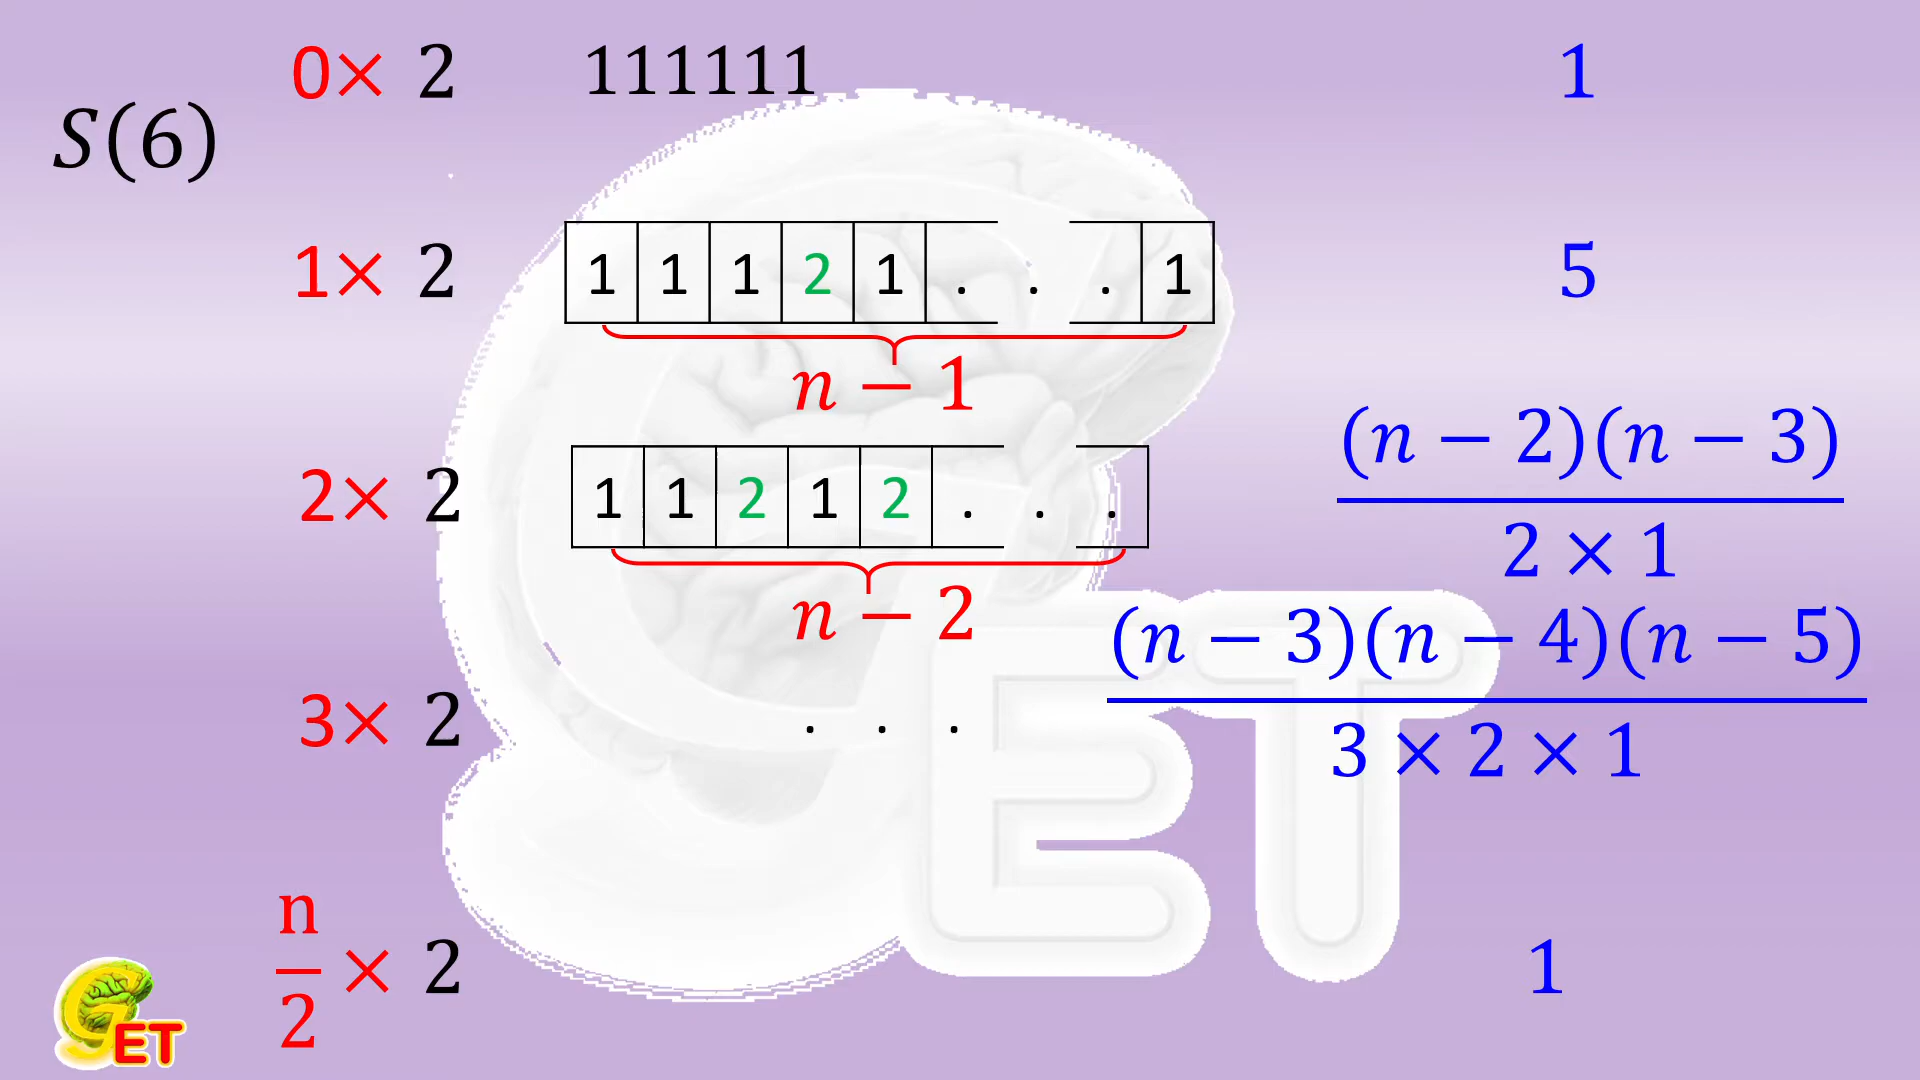 S(6)
0× 2 111111 1
1× 2 1 1 1 2 1 . . . 1 5
n − 1
2× 2 1 1 2 1 2 . . . (n − 2)(n − 3)
2 × 1
n − 2
3× 2 . . . (n − 3)(n − 4)(n − 5)
3 × 2 × 1
n
2 × 2 1
GET
GET